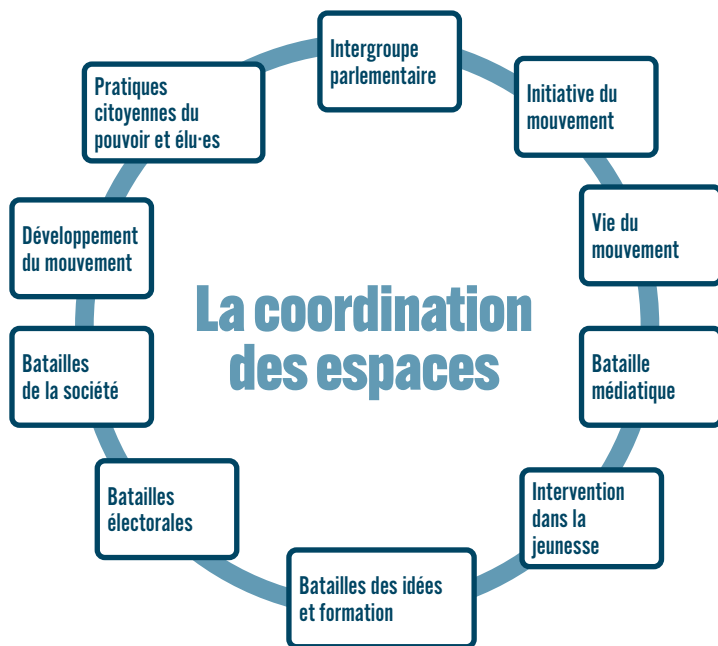 Intergroupe
parlementaire
Initiative du
mouvement
Vie du
mouvement
Bataille
médiatique
Intervention
dans la
jeunesse
Batailles des idées
et formation
Batailles
électorales
Batailles
de la société
Développement
du mouvement
Pratiques
citoyennes du
pouvoir et élu·es
La coordination
des espaces